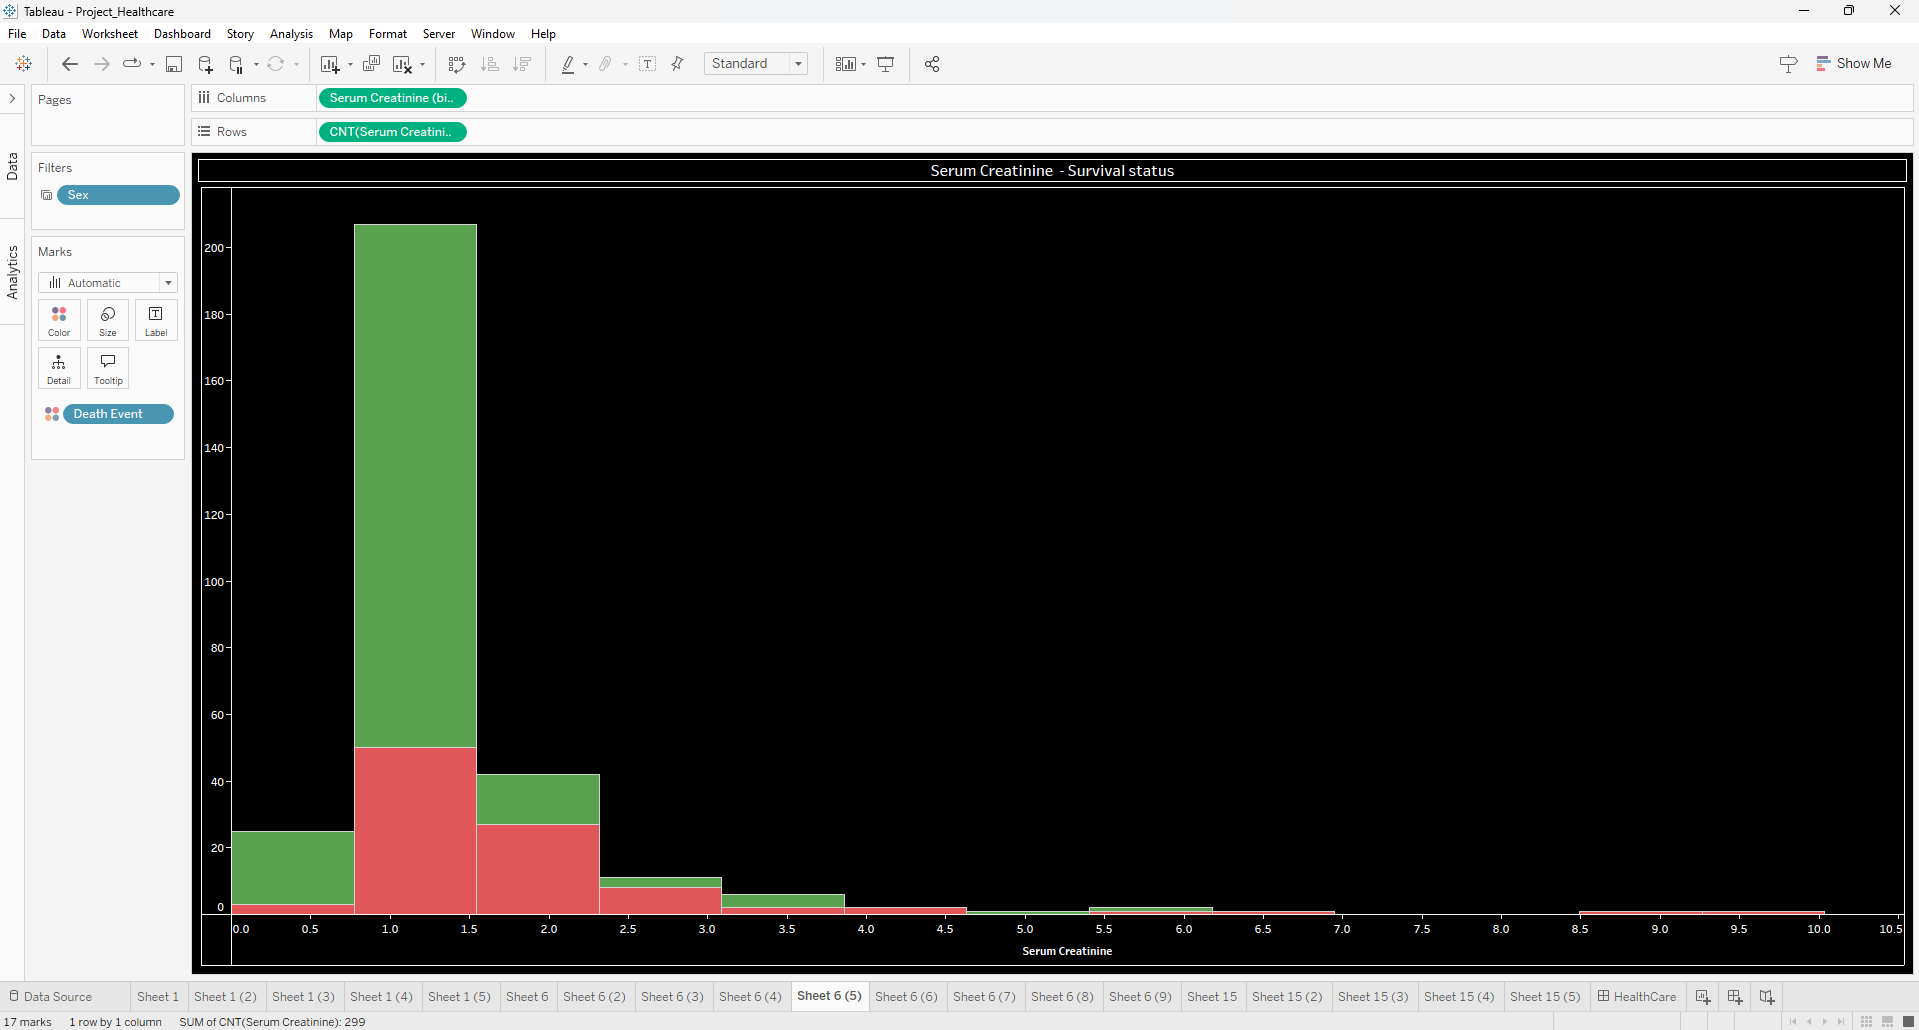 Tableau - Project_Healthcare
File Data Worksheet Dashboard Story Analysis Map Format Server Window Help
Standard
Show Me
Pages
Columns
Serum Creatinine (bi..
Rows
CNT(Serum Creatini..
Data
Analytics
Filters
Sex
Marks
Automatic
Color
Size
Label
Detail
Tooltip
Death Event
Serum Creatinine - Survival status
200
180
160
140
120
100
80
60
40
20
0
0.0 0.5 1.0 1.5 2.0 2.5 3.0 3.5 4.0 4.5 5.0 5.5 6.0 6.5 7.0 7.5 8.0 8.5 9.0 9.5 10.0 10.5
Serum Creatinine
Data Source Sheet 1 Sheet 1 (2) Sheet 1 (3) Sheet 1 (4) Sheet 1 (5) Sheet 6 Sheet 6 (2) Sheet 6 (3) Sheet 6 (4) Sheet 6 (5) Sheet 6 (6) Sheet 6 (7) Sheet 6 (8) Sheet 6 (9) Sheet 15 Sheet 15 (2) Sheet 15 (3) Sheet 15 (4) Sheet 15 (5) HealthCare
17 marks 1 row by 1 column SUM of CNT(Serum Creatinine): 299